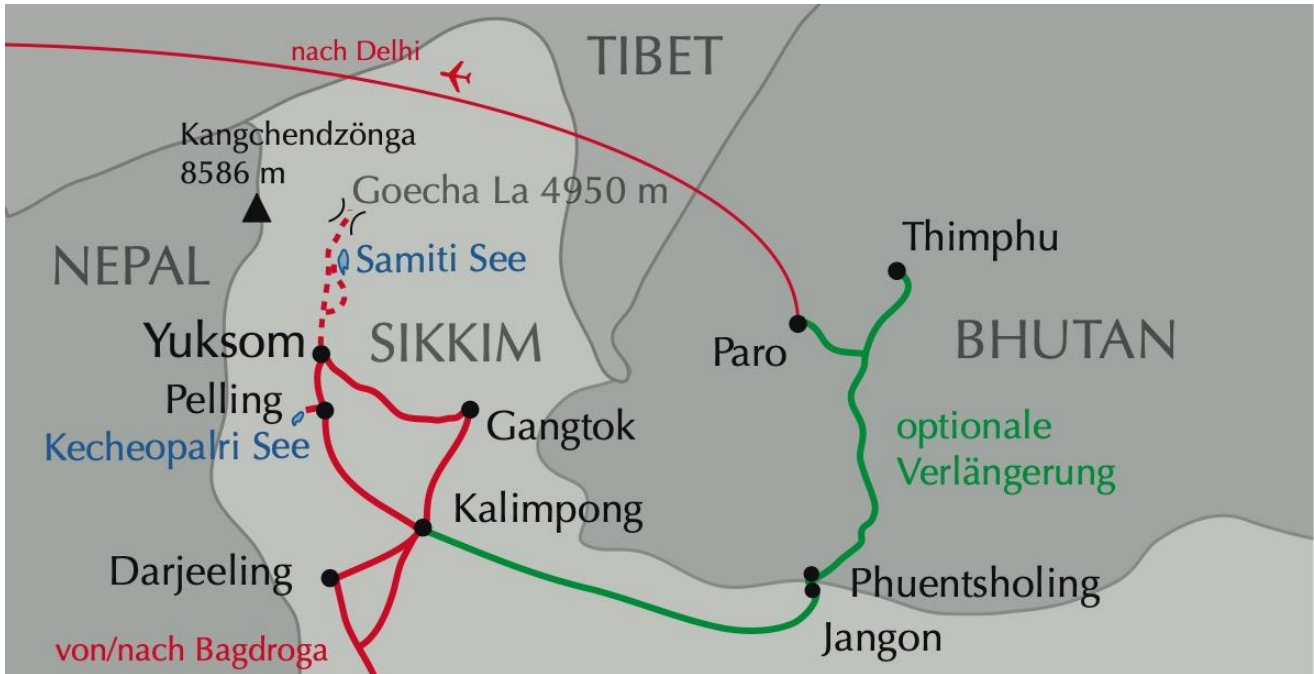 nach Delhi
TIBET
Kangchendzönga
8586 m
Goecha La 4950 m
Thimphu
NEPAL
Samiti See
Yuksom
SIKKIM
Paro
BHUTAN
Pelling
Gangtok
optionale
Kecheopalri See
Verlängerung
Kalimpong
Darjeeling
Phuentsholing
Jangon
von/nach Bagdroga